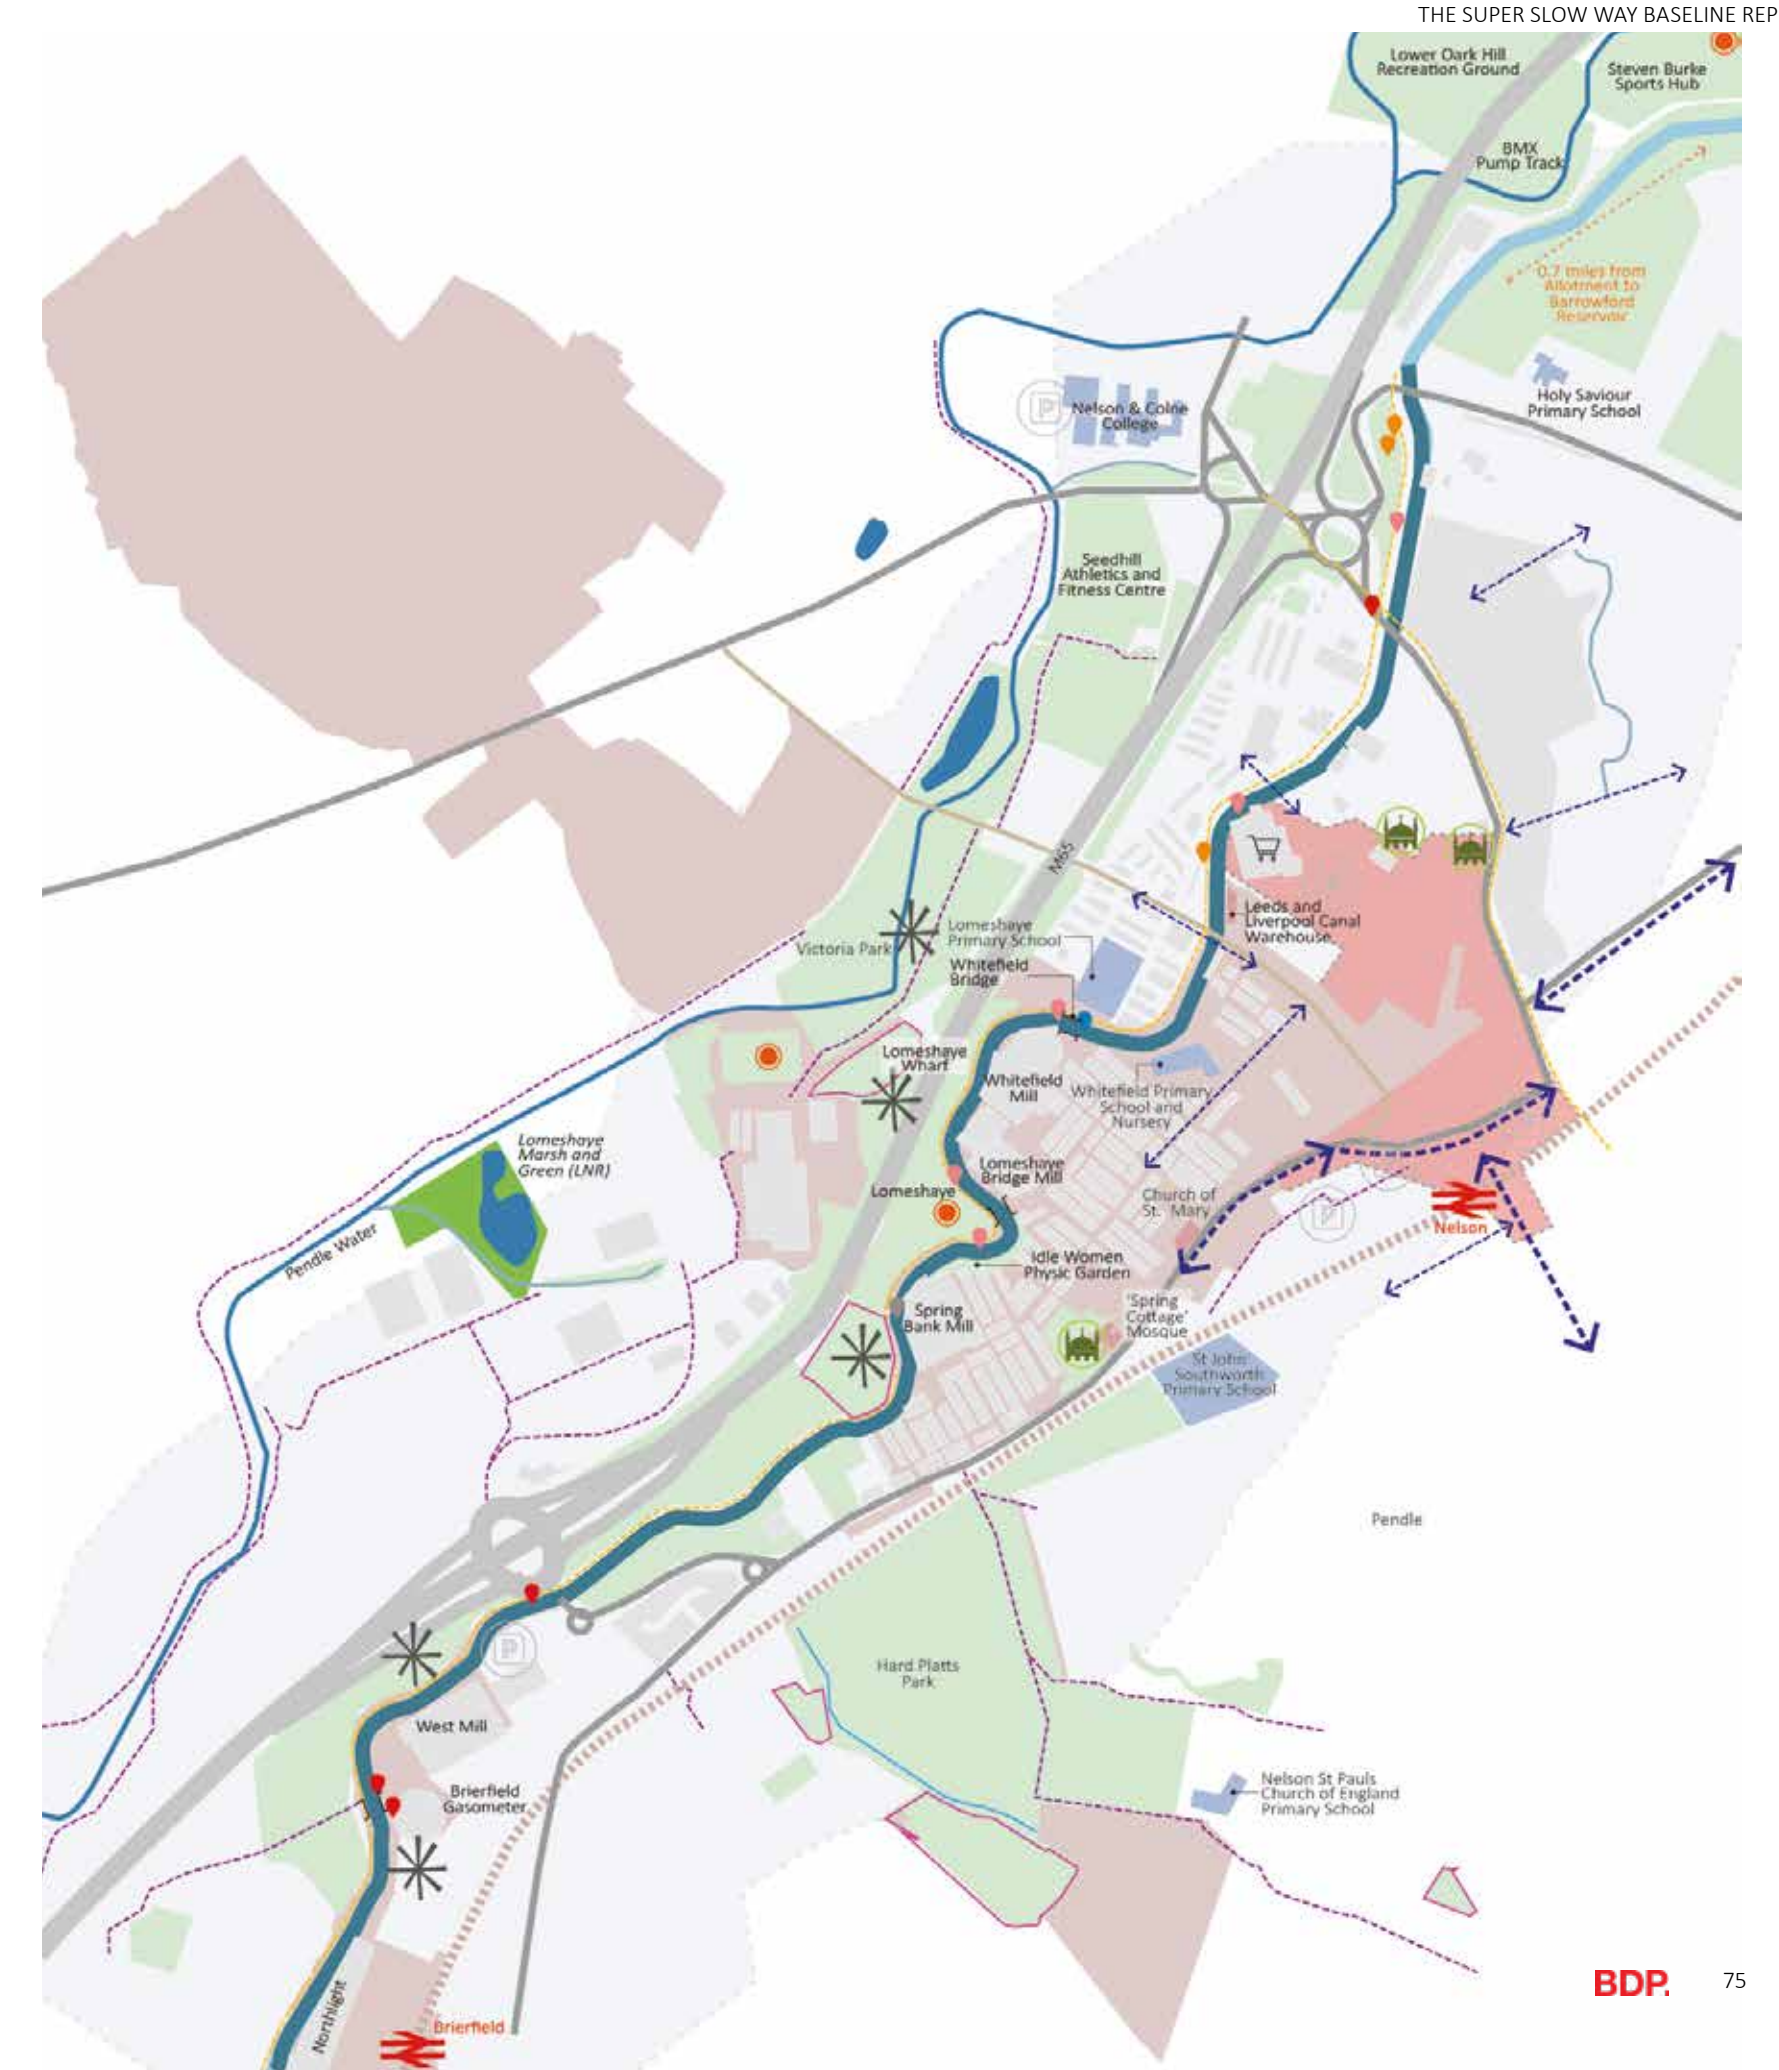 THE SUPER SLOW WAY BASELINE REP
Lower Oark Hill
Recreation Ground
Steven Burke
Sports Hub
BMX
Pump Track
0.7 miles from
Allotment to
Barrowford
Reservoir
Holy Saviour
Primary School
Nelson & Colne
College
P
Seedhill
Athletics and
Fitness Centre
M65
Leeds and
Liverpool Canal
Warehouse
Lomeshaye
Primary School
Victoria Park
Whitefield
Bridge
Lomeshaye
Wharf
Whitefield
Mill
Whitefield Primary
School and
Nursery
Lomeshaye
Marsh and
Green (LNR)
Lomeshaye
Bridge Mill
Lomeshaye
Church of
St. Mary
P
Nelson
Pendle Water
Idle Women
Physic Garden
Spring
Bank Mill
'Spring
Cottage'
Mosque
St John
Southworth
Primary School
Pendle
P
Hard Platts
Park
West Mill
Brierfield
Gasometer
Nelson St Pauls
Church of England
Primary School
Northlight
Brierfield
BDP.
75